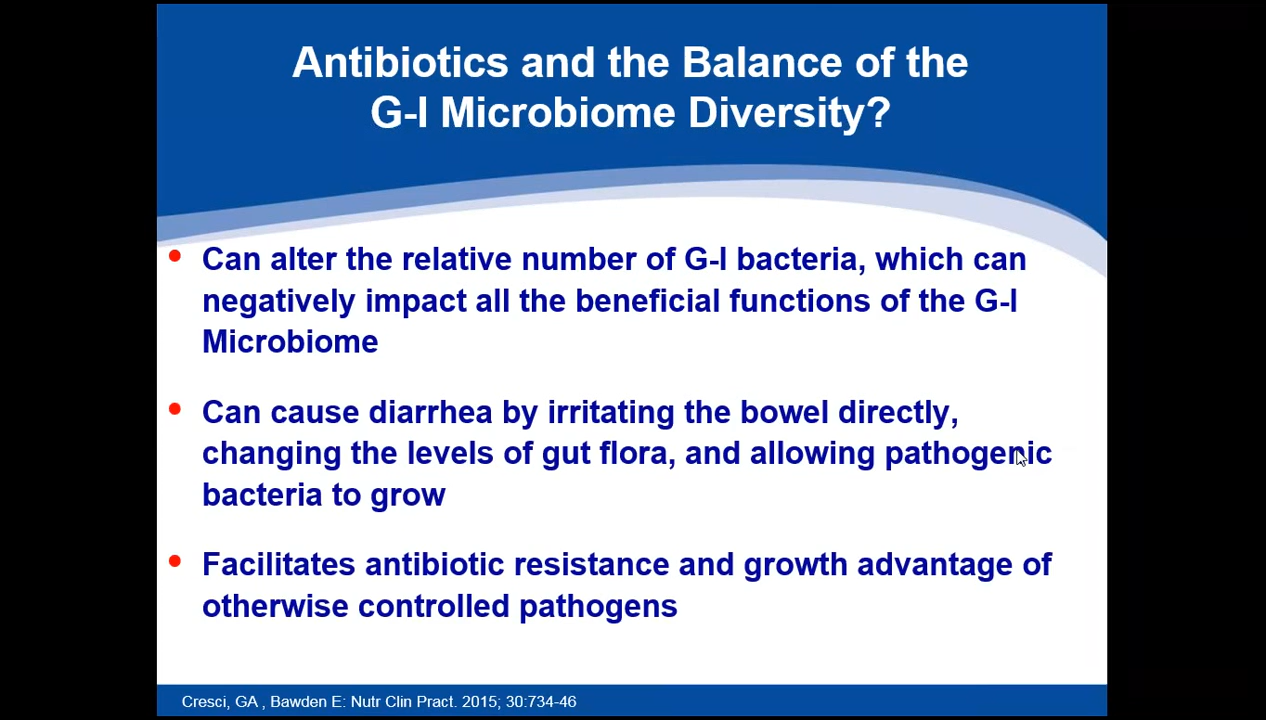 Antibiotics and the Balance of the
G-I Microbiome Diversity?
• Can alter the relative number of G-I bacteria, which can
negatively impact all the beneficial functions of the G-I
Microbiome
• Can cause diarrhea by irritating the bowel directly,
changing the levels of gut flora, and allowing pathogenic
bacteria to grow
• Facilitates antibiotic resistance and growth advantage of
otherwise controlled pathogens
Cresci, GA , Bawden E: Nutr Clin Pract. 2015; 30:734-46